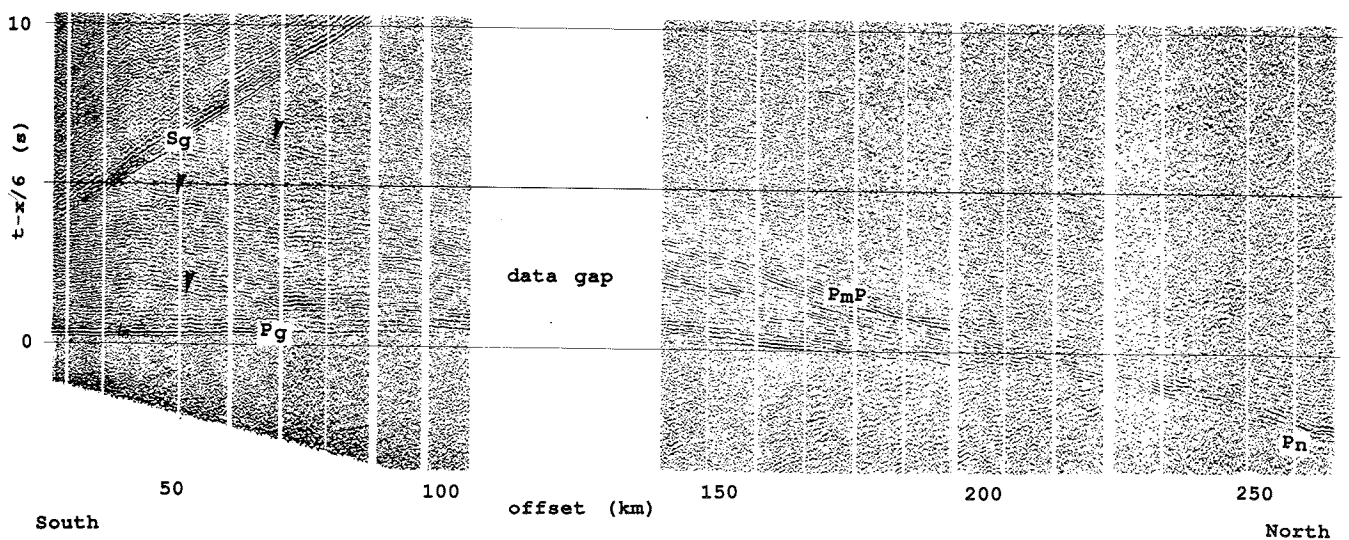 10
t-x/6 (s)
Sg
data gap
PmP
Pg
0
Pn
50
100
150
200
250
offset (km)
South
North